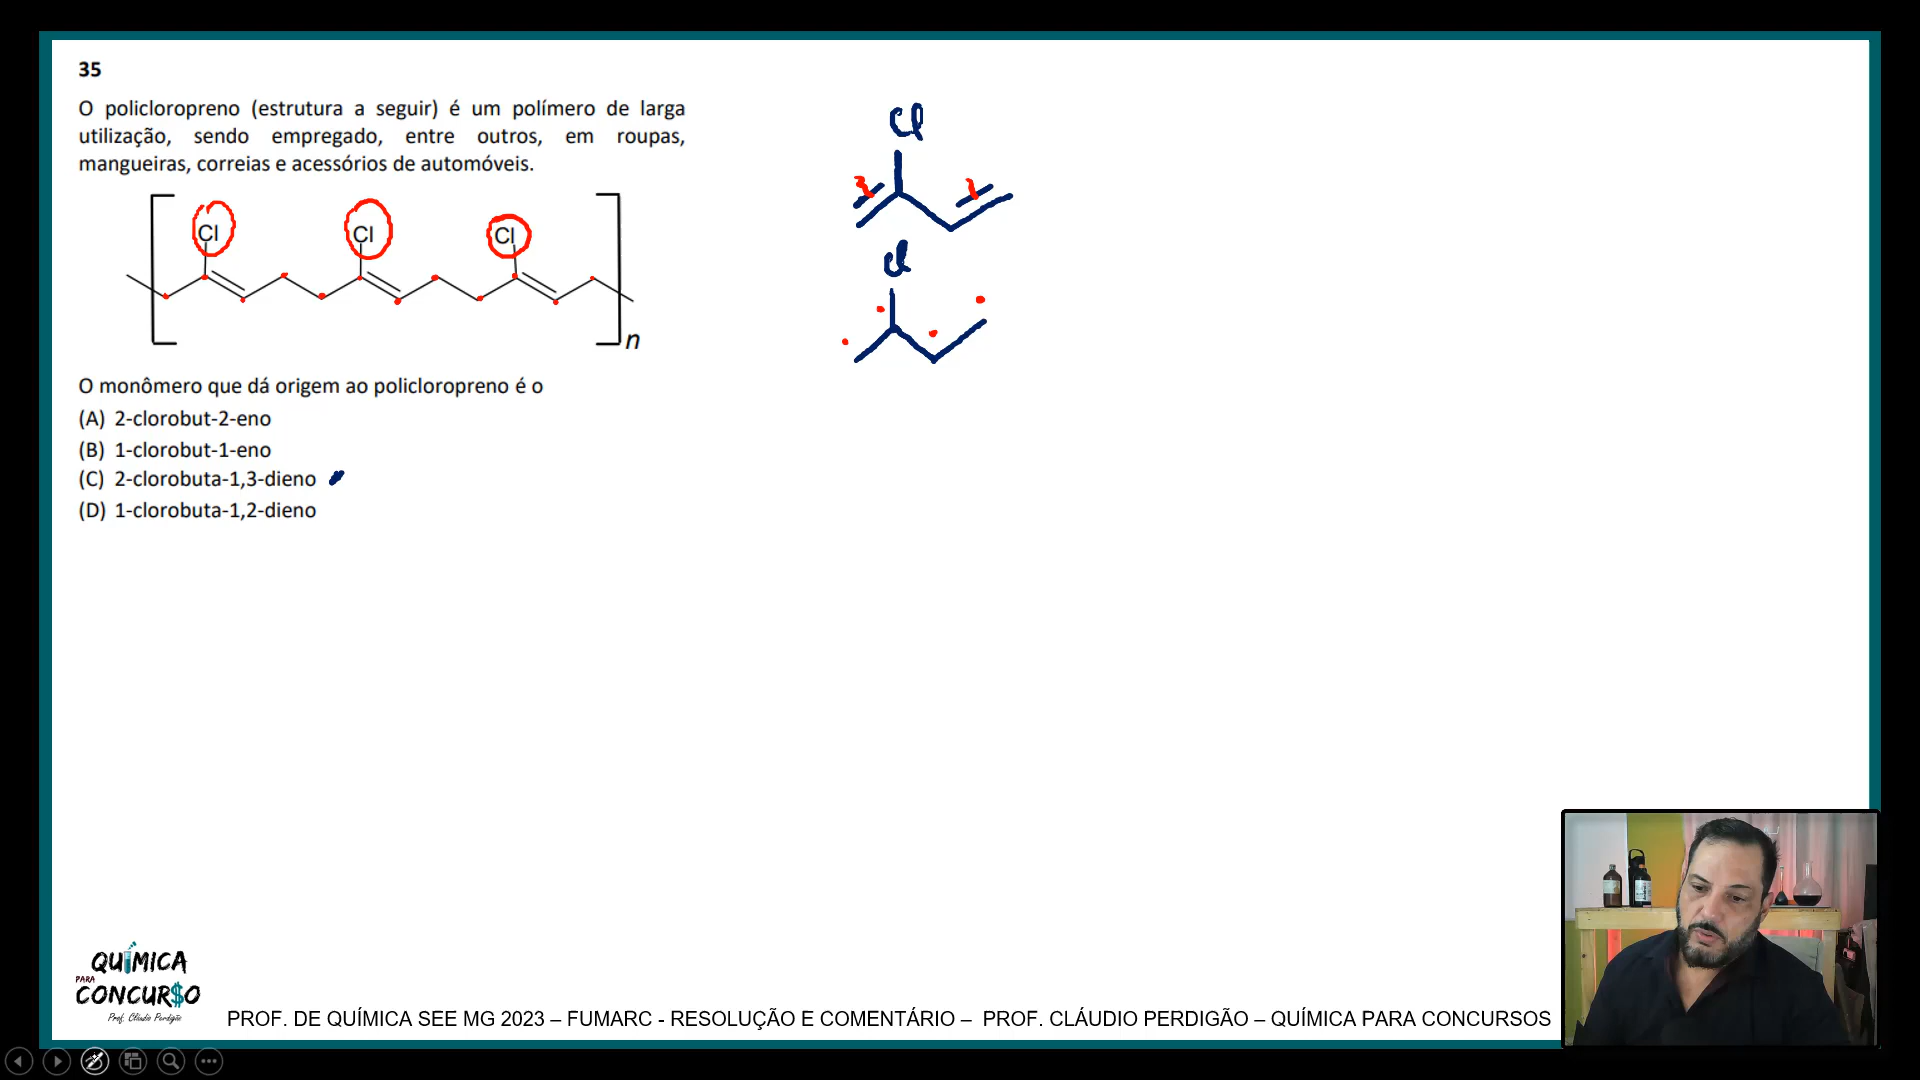 35
O policloropreno (estrutura a seguir) é um polímero de larga
utilização, sendo empregado, entre outros, em roupas,
mangueiras, correias e acessórios de automóveis.
Cl
Cl
Cl
n
O monômero que dá origem ao policloropreno é o
(A) 2-clorobut-2-eno
(B) 1-clorobut-1-eno
(C) 2-clorobuta-1,3-dieno
(D) 1-clorobuta-1,2-dieno
Cl
Cl
QUÍMICA
PARA
CONCUR$O
Prof. Cláudio Perdigão
PROF. DE QUÍMICA SEE MG 2023 – FUMARC - RESOLUÇÃO E COMENTÁRIO – PROF. CLÁUDIO PERDIGÃO – QUÍMICA PARA CONCURSOS